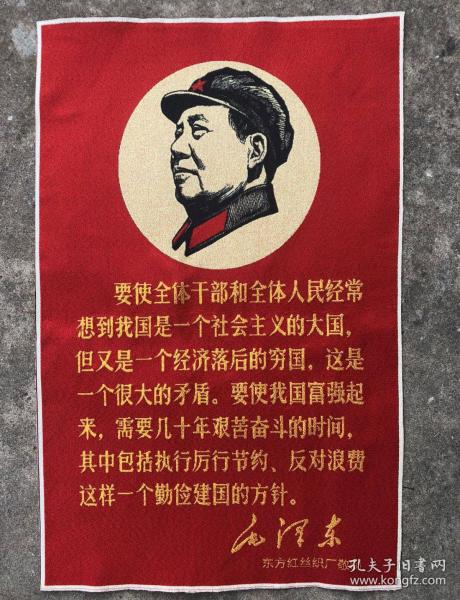 要使全体干部和全体人民经常
想到我国是一个社会主义的大国，
但又是一个经济落后的穷国，这是
一个很大的矛盾。要使我国富强起
来，需要几十年艰苦奋斗的时间，
其中包括执行厉行节约、反对浪费
这样一个勤俭建国的方针。
毛泽东
东方红丝织厂敬
孔夫子旧书网